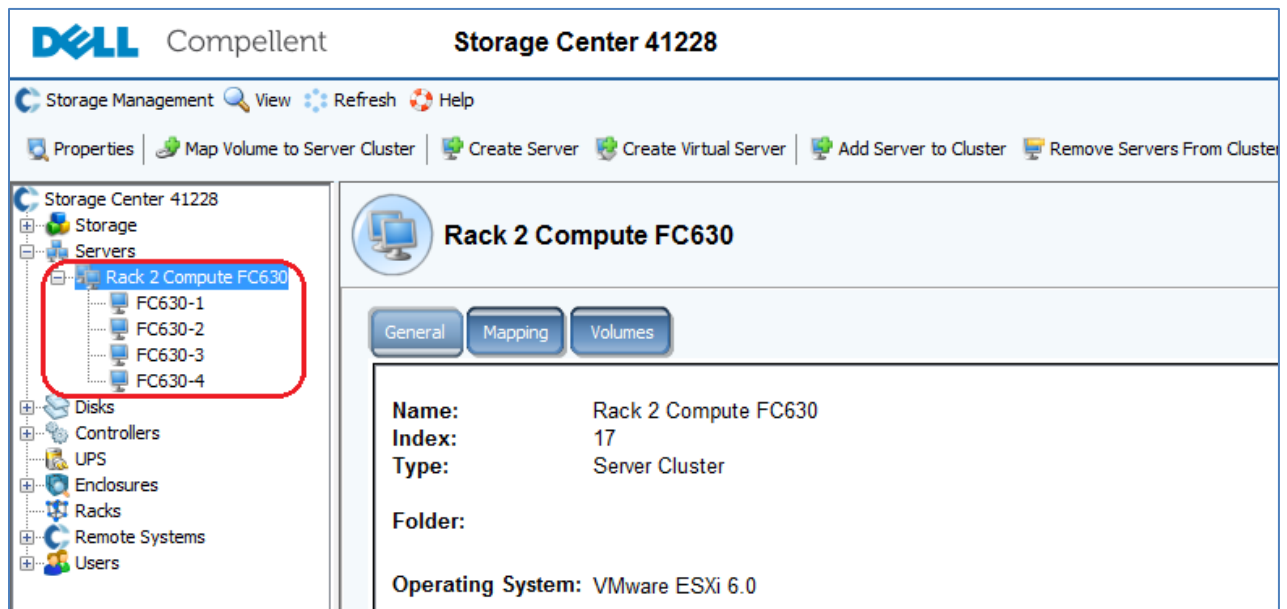 DELL Compellent Storage Center 41228
Storage Management View Refresh Help
Properties Map Volume to Server Cluster Create Server Create Virtual Server Add Server to Cluster Remove Servers From Cluster
Storage Center 41228
Storage
Servers
Rack 2 Compute FC630
FC630-1
FC630-2
FC630-3
FC630-4
Disks
Controllers
UPS
Enclosures
Racks
Remote Systems
Users
Rack 2 Compute FC630
General Mapping Volumes
Name: Rack 2 Compute FC630
Index: 17
Type: Server Cluster
Folder:
Operating System: VMware ESXi 6.0